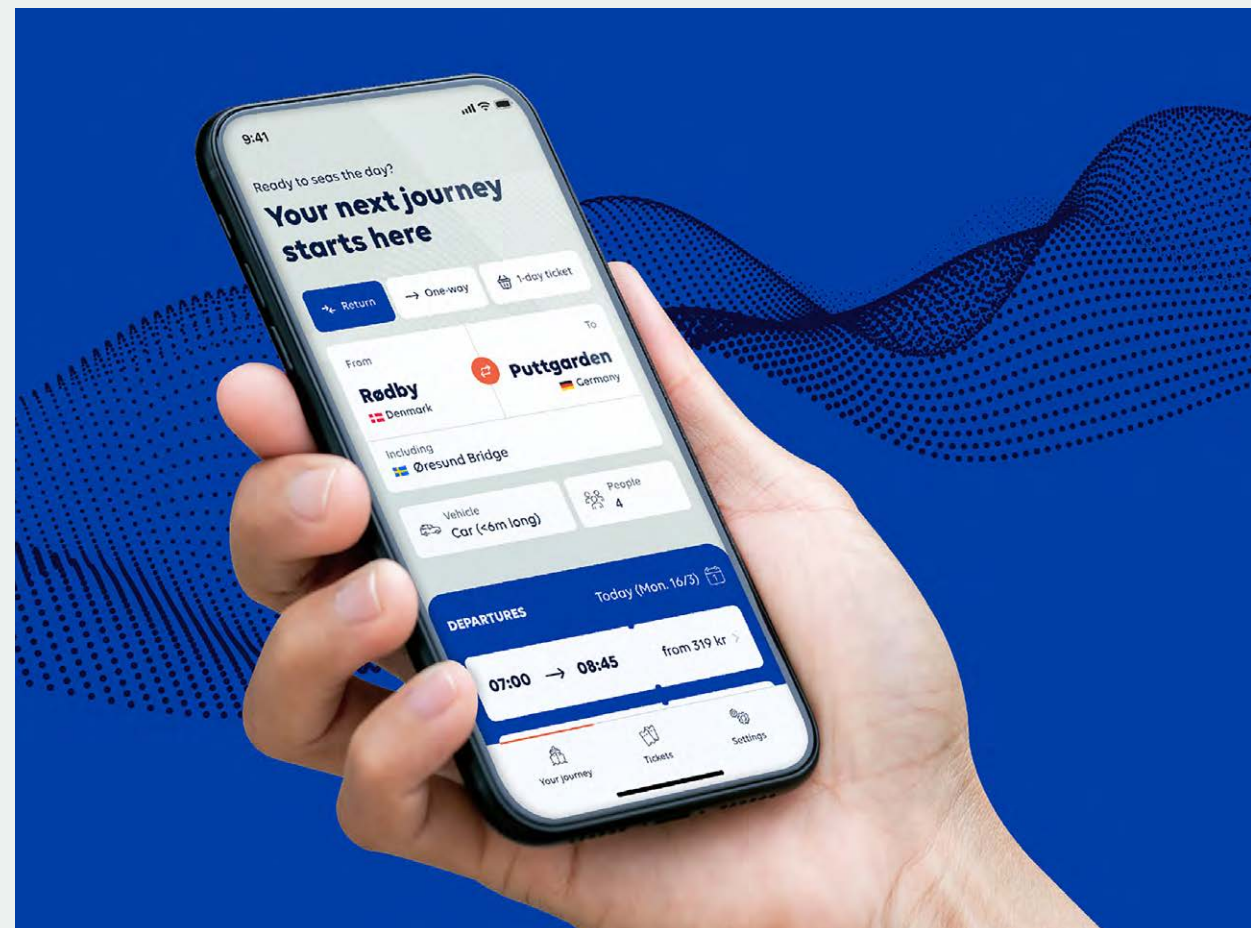 9:41
Ready to seas the day?
Your next journey
starts here
Return
One-way
1-day ticket
From
To
Rødby
Puttgarden
Denmark
Germany
Including
Øresund Bridge
Vehicle
Car (<6m long)
People
4
DEPARTURES
Today (Mon. 16/3)
1
07:00 → 08:45
from 319 kr >
Your journey
Tickets
Settings